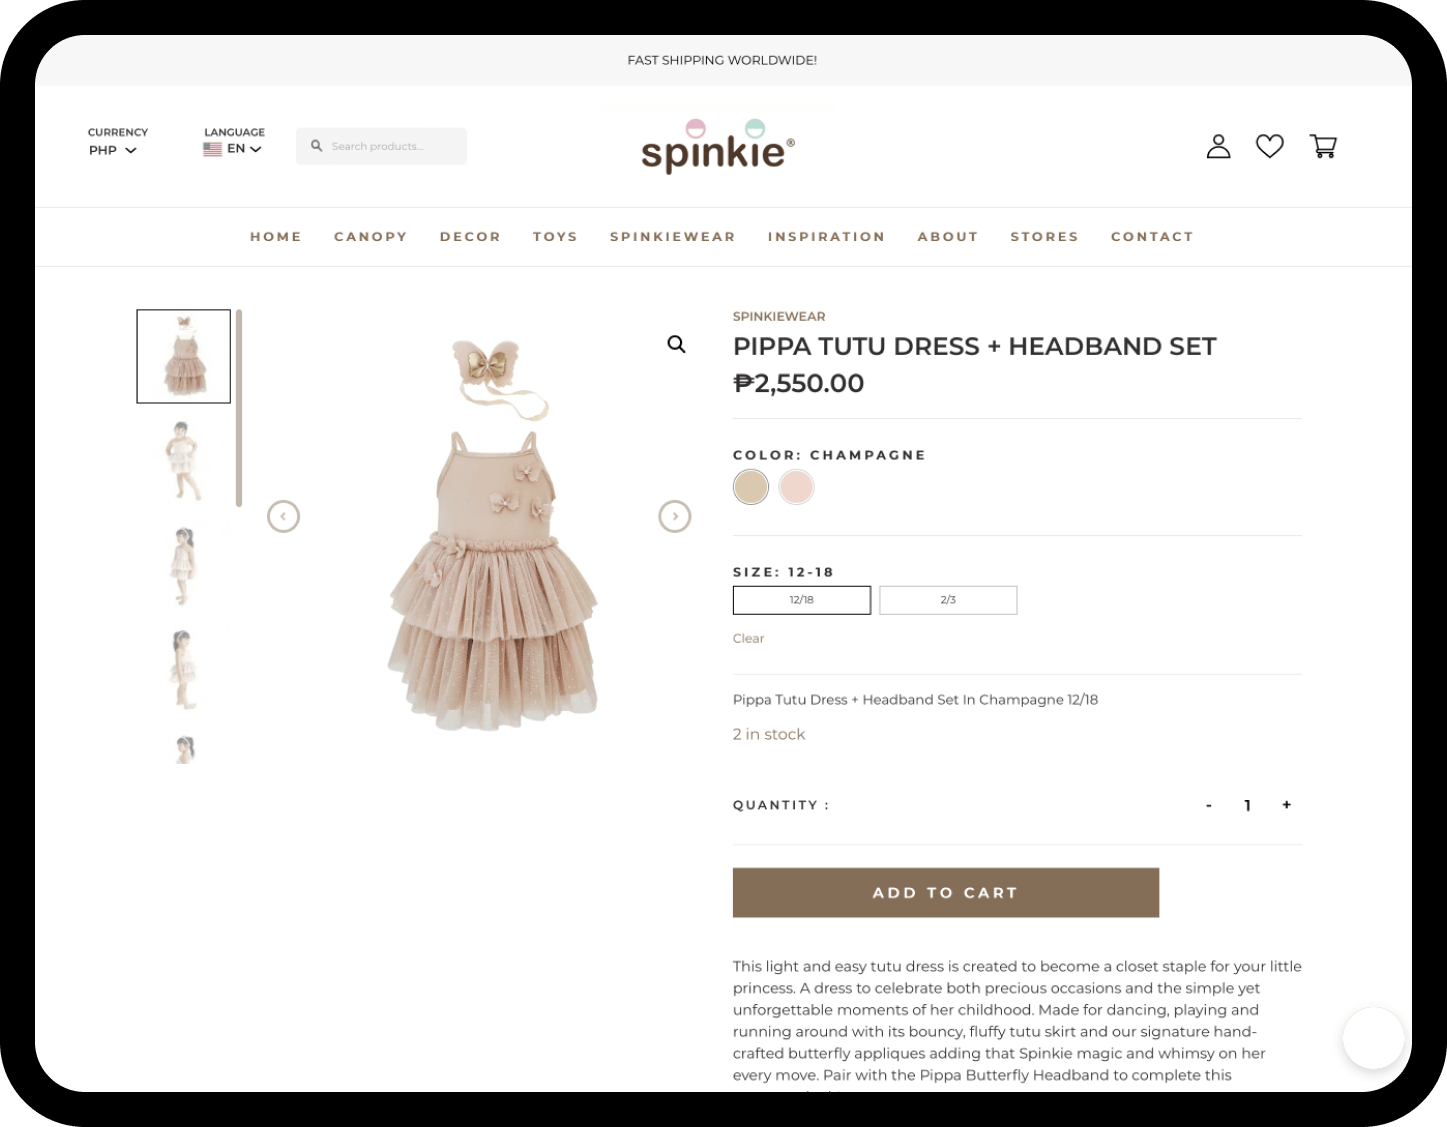 FAST SHIPPING WORLDWIDE!
CURRENCY
PHP
LANGUAGE
EN
Search products...
spinkie®
HOME CANOPY DECOR TOYS SPINKIEWEAR INSPIRATION ABOUT STORES CONTACT
SPINKIEWEAR
PIPPA TUTU DRESS + HEADBAND SET
₱2,550.00
COLOR: CHAMPAGNE
SIZE: 12-18
12/18 2/3
Clear
Pippa Tutu Dress + Headband Set In Champagne 12/18
2 in stock
QUANTITY : - 1 +
ADD TO CART
This light and easy tutu dress is created to become a closet staple for your little
princess. A dress to celebrate both precious occasions and the simple yet
unforgettable moments of her childhood. Made for dancing, playing and
running around with its bouncy, fluffy tutu skirt and our signature hand-
crafted butterfly appliques adding that Spinkie magic and whimsy on her
every move. Pair with the Pippa Butterfly Headband to complete this